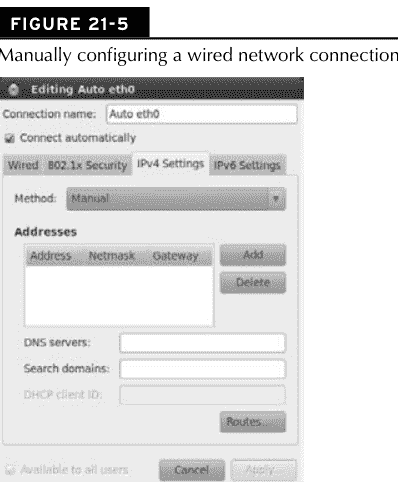 FIGURE 21-5
Manually configuring a wired network connection
Editing Auto eth0
Connection name: Auto eth0
Connect automatically
Wired 802.1x Security IPv4 Settings IPv6 Settings
Method: Manual
Addresses
Address Netmask Gateway Add
Delete
DNS servers:
Search domains:
DHCP client ID:
Routes...
Available to all users Cancel Apply